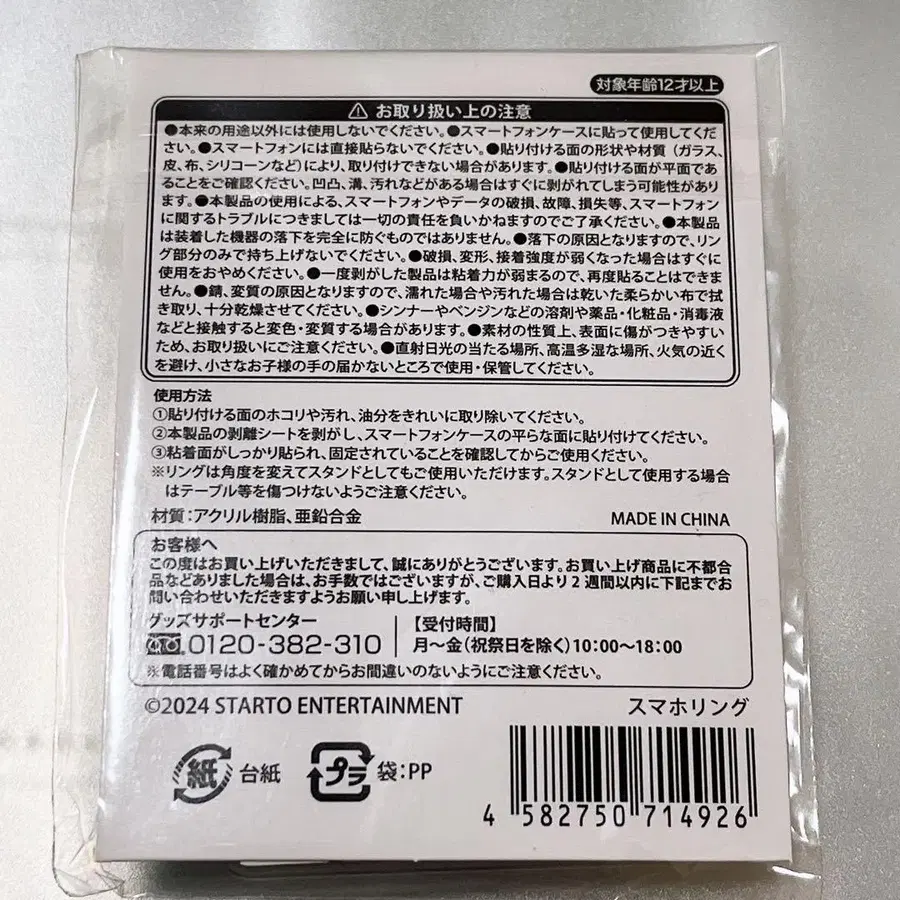 対象年齢12才以上
⚠ お取り扱い上の注意
●本来の用途以外には使用しないでください。●スマートフォンケースに貼って使用してくだ
さい。●スマートフォンには直接貼らないでください。●貼り付ける面の形状や材質(ガラス、
皮、布、シリコーンなど)により、取り付けできない場合があります。●貼り付ける面が平面であ
ることをご確認ください。凹凸、溝、汚れなどがある場合はすぐに剥がれてしまう可能性があり
ます。●本製品の使用による、スマートフォンやデータの破損、故障、損失等、スマートフォン
に関するトラブルにつきましては一切の責任を負いかねますのでご了承ください。●本製品
は装着した機器の落下を完全に防ぐものではありません。●落下の原因となりますので、リン
グ部分のみで持ち上げないでください。●破損、変形、接着強度が弱くなった場合はすぐに
使用をおやめください。●一度剥がした製品は粘着力が弱まるので、再度貼ることはできませ
ん。●錆、変質の原因となりますので、濡れた場合や汚れた場合は乾いた柔らかい布で拭
き取り、十分乾燥させてください。●シンナーやベンジンなどの溶剤や薬品・化粧品・消毒液
などと接触すると変色・変質する場合があります。●素材の性質上、表面に傷がつきやすい
ため、お取り扱いにご注意ください。●直射日光の当たる場所、高温多湿な場所、火気の近く
を避け、小さなお子様の手の届かないところで使用・保管してください。
使用方法
①貼り付ける面のホコリや汚れ、油分をきれいに取り除いてください。
②本製品の剥離シートを剥がし、スマートフォンケースの平らな面に貼り付けてください。
③粘着面がしっかり貼られ、固定されていることを確認してからご使用ください。
※リングは角度を変えてスタンドとしてもご使用いただけます。スタンドとして使用する場合
はテーブル等を傷つけないようご注意ください。
材質:アクリル樹脂、亜鉛合金
MADE IN CHINA
お客様へ
この度はお買い上げいただきまして、誠にありがとうございます。お買い上げ商品に不都合
品などありました場合は、お手数ではございますが、ご購入日より2週間以内に下記までお
問い合わせいただきますようお願い申し上げます。
グッズサポートセンター
0120-382-310
【受付時間】
月〜金(祝祭日を除く)10:00〜18:00
※電話番号はよく確かめてからお間違いのないようにご注意ください。
©2024 STARTO ENTERTAINMENT
スマホリング
紙 台紙
プラ 袋:PP
4 582750 714926